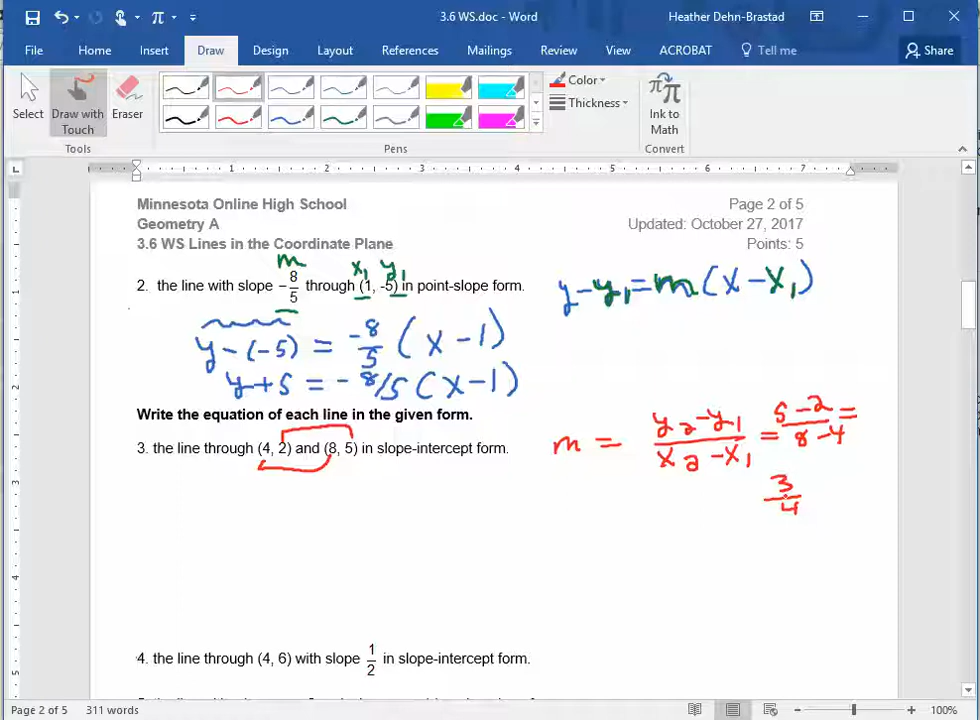 3.6 WS.doc - Word
Heather Dehn-Brastad
File Home Insert Draw Design Layout References Mailings Review View ACROBAT Tell me Share
Select
Draw with Touch
Eraser
Color
Thickness
Ink to Math
Tools Pens Convert
L 1 2 3 4 5 6 7
Minnesota Online High School Page 2 of 5
Geometry A Updated: October 27, 2017
3.6 WS Lines in the Coordinate Plane Points: 5
m x₁ y₁
2. the line with slope -8/5 through (1, -5) in point-slope form.
y-y₁=m(x-x₁)
y-(-5) = -8/5 (x-1)
y+5 = -8/5 (x-1)
Write the equation of each line in the given form.
3. the line through (4, 2) and (8, 5) in slope-intercept form.
m = y2-y1/x2-x1 = 5-2/8-4 =
3/4
4. the line through (4, 6) with slope 1/2 in slope-intercept form.
Page 2 of 5 311 words 100%